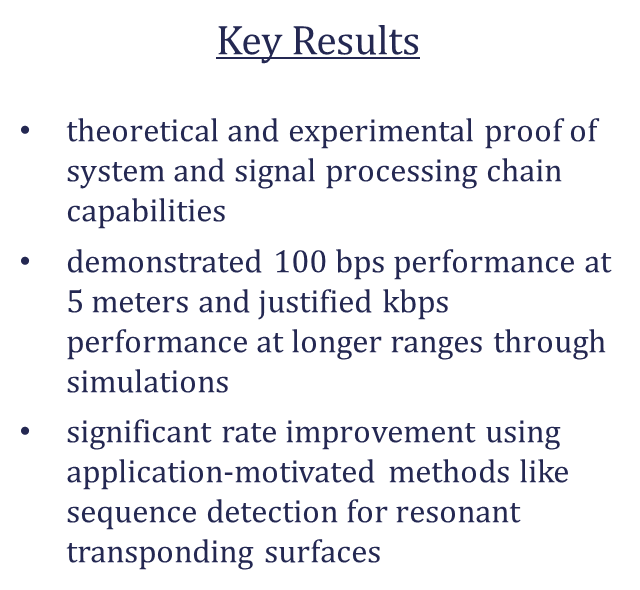 Key Results
• theoretical and experimental proof of
system and signal processing chain
capabilities
• demonstrated 100 bps performance at
5 meters and justified kbps
performance at longer ranges through
simulations
• significant rate improvement using
application-motivated methods like
sequence detection for resonant
transponding surfaces